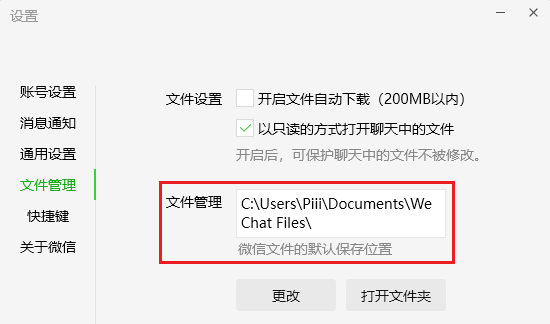 设置
账号设置
消息通知
通用设置
文件管理
快捷键
关于微信
文件设置
开启文件自动下载（200MB以内）
以只读的方式打开聊天中的文件
开启后，可保护聊天中的文件不被修改。
文件管理
C:\Users\Piii\Documents\We
Chat Files\
微信文件的默认保存位置
更改
打开文件夹